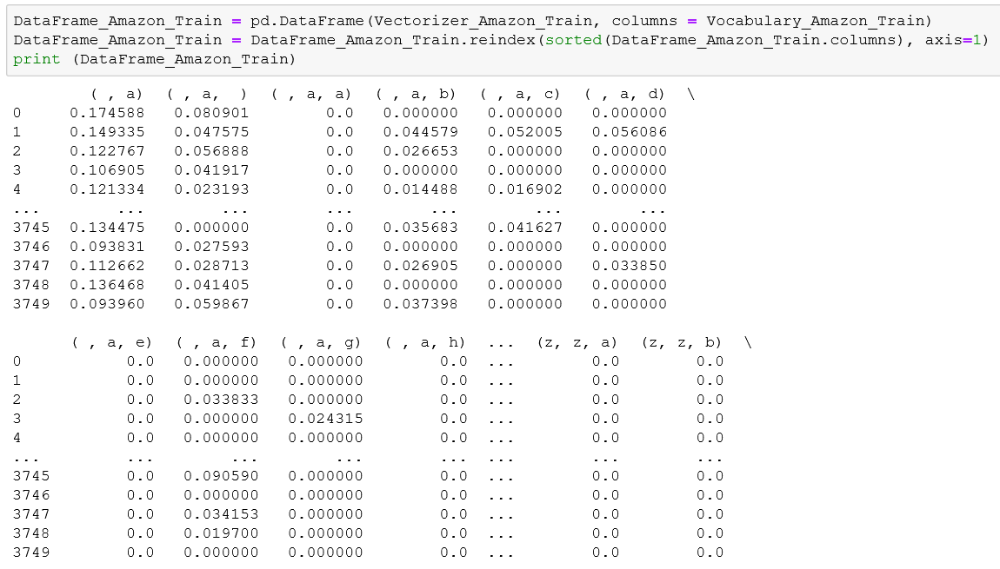 DataFrame_Amazon_Train = pd.DataFrame(Vectorizer_Amazon_Train, columns = Vocabulary_Amazon_Train)
DataFrame_Amazon_Train = DataFrame_Amazon_Train.reindex(sorted(DataFrame_Amazon_Train.columns), axis=1)
print (DataFrame_Amazon_Train)
( , a) ( , a, ) ( , a, a) ( , a, b) ( , a, c) ( , a, d) \
0 0.174588 0.080901 0.0 0.000000 0.000000 0.000000
1 0.149335 0.047575 0.0 0.044579 0.052005 0.056086
2 0.122767 0.056888 0.0 0.026653 0.000000 0.000000
3 0.106905 0.041917 0.0 0.000000 0.000000 0.000000
4 0.121334 0.023193 0.0 0.014488 0.016902 0.000000
... ... ... ... ... ... ...
3745 0.134475 0.000000 0.0 0.035683 0.041627 0.000000
3746 0.093831 0.027593 0.0 0.000000 0.000000 0.000000
3747 0.112662 0.028713 0.0 0.026905 0.000000 0.033850
3748 0.136468 0.041405 0.0 0.000000 0.000000 0.000000
3749 0.093960 0.059867 0.0 0.037398 0.000000 0.000000
( , a, e) ( , a, f) ( , a, g) ( , a, h) ... (z, z, a) (z, z, b) \
0 0.0 0.000000 0.000000 0.0 ... 0.0 0.0
1 0.0 0.000000 0.000000 0.0 ... 0.0 0.0
2 0.0 0.033833 0.000000 0.0 ... 0.0 0.0
3 0.0 0.000000 0.024315 0.0 ... 0.0 0.0
4 0.0 0.000000 0.000000 0.0 ... 0.0 0.0
... ... ... ... ... ... ... ...
3745 0.0 0.090590 0.000000 0.0 ... 0.0 0.0
3746 0.0 0.000000 0.000000 0.0 ... 0.0 0.0
3747 0.0 0.034153 0.000000 0.0 ... 0.0 0.0
3748 0.0 0.019700 0.000000 0.0 ... 0.0 0.0
3749 0.0 0.000000 0.000000 0.0 ... 0.0 0.0